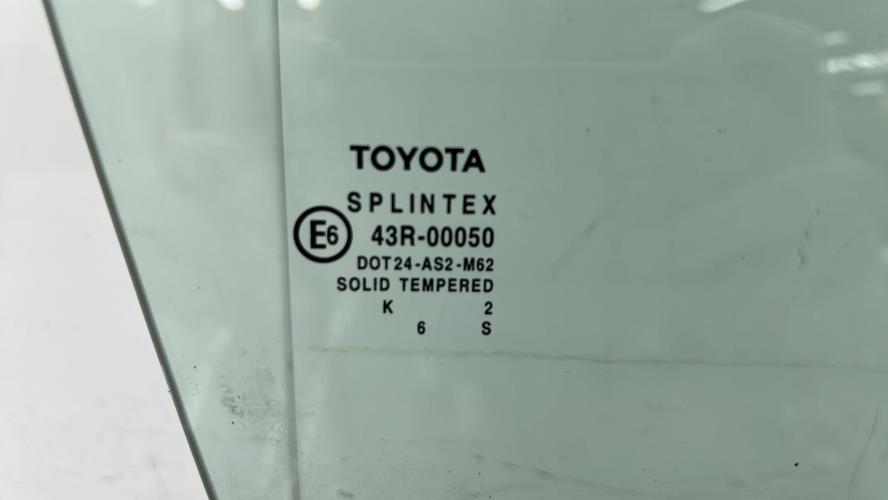 TOYOTA
SPLINTEX
E6 43R-00050
DOT24-AS2-M62
SOLID TEMPERED
K 2
6 S